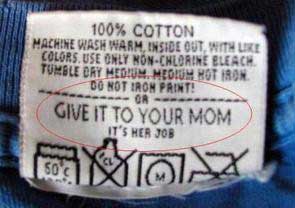 100% COTTON
MACHINE WASH WARM, INSIDE OUT, WITH LIKE
COLORS. USE ONLY NON-CHLORINE BLEACH.
TUMBLE DRY MEDIUM. MEDIUM HOT IRON.
DO NOT IRON PRINT!
OR
GIVE IT TO YOUR MOM
IT'S HER JOB
60°c CL M